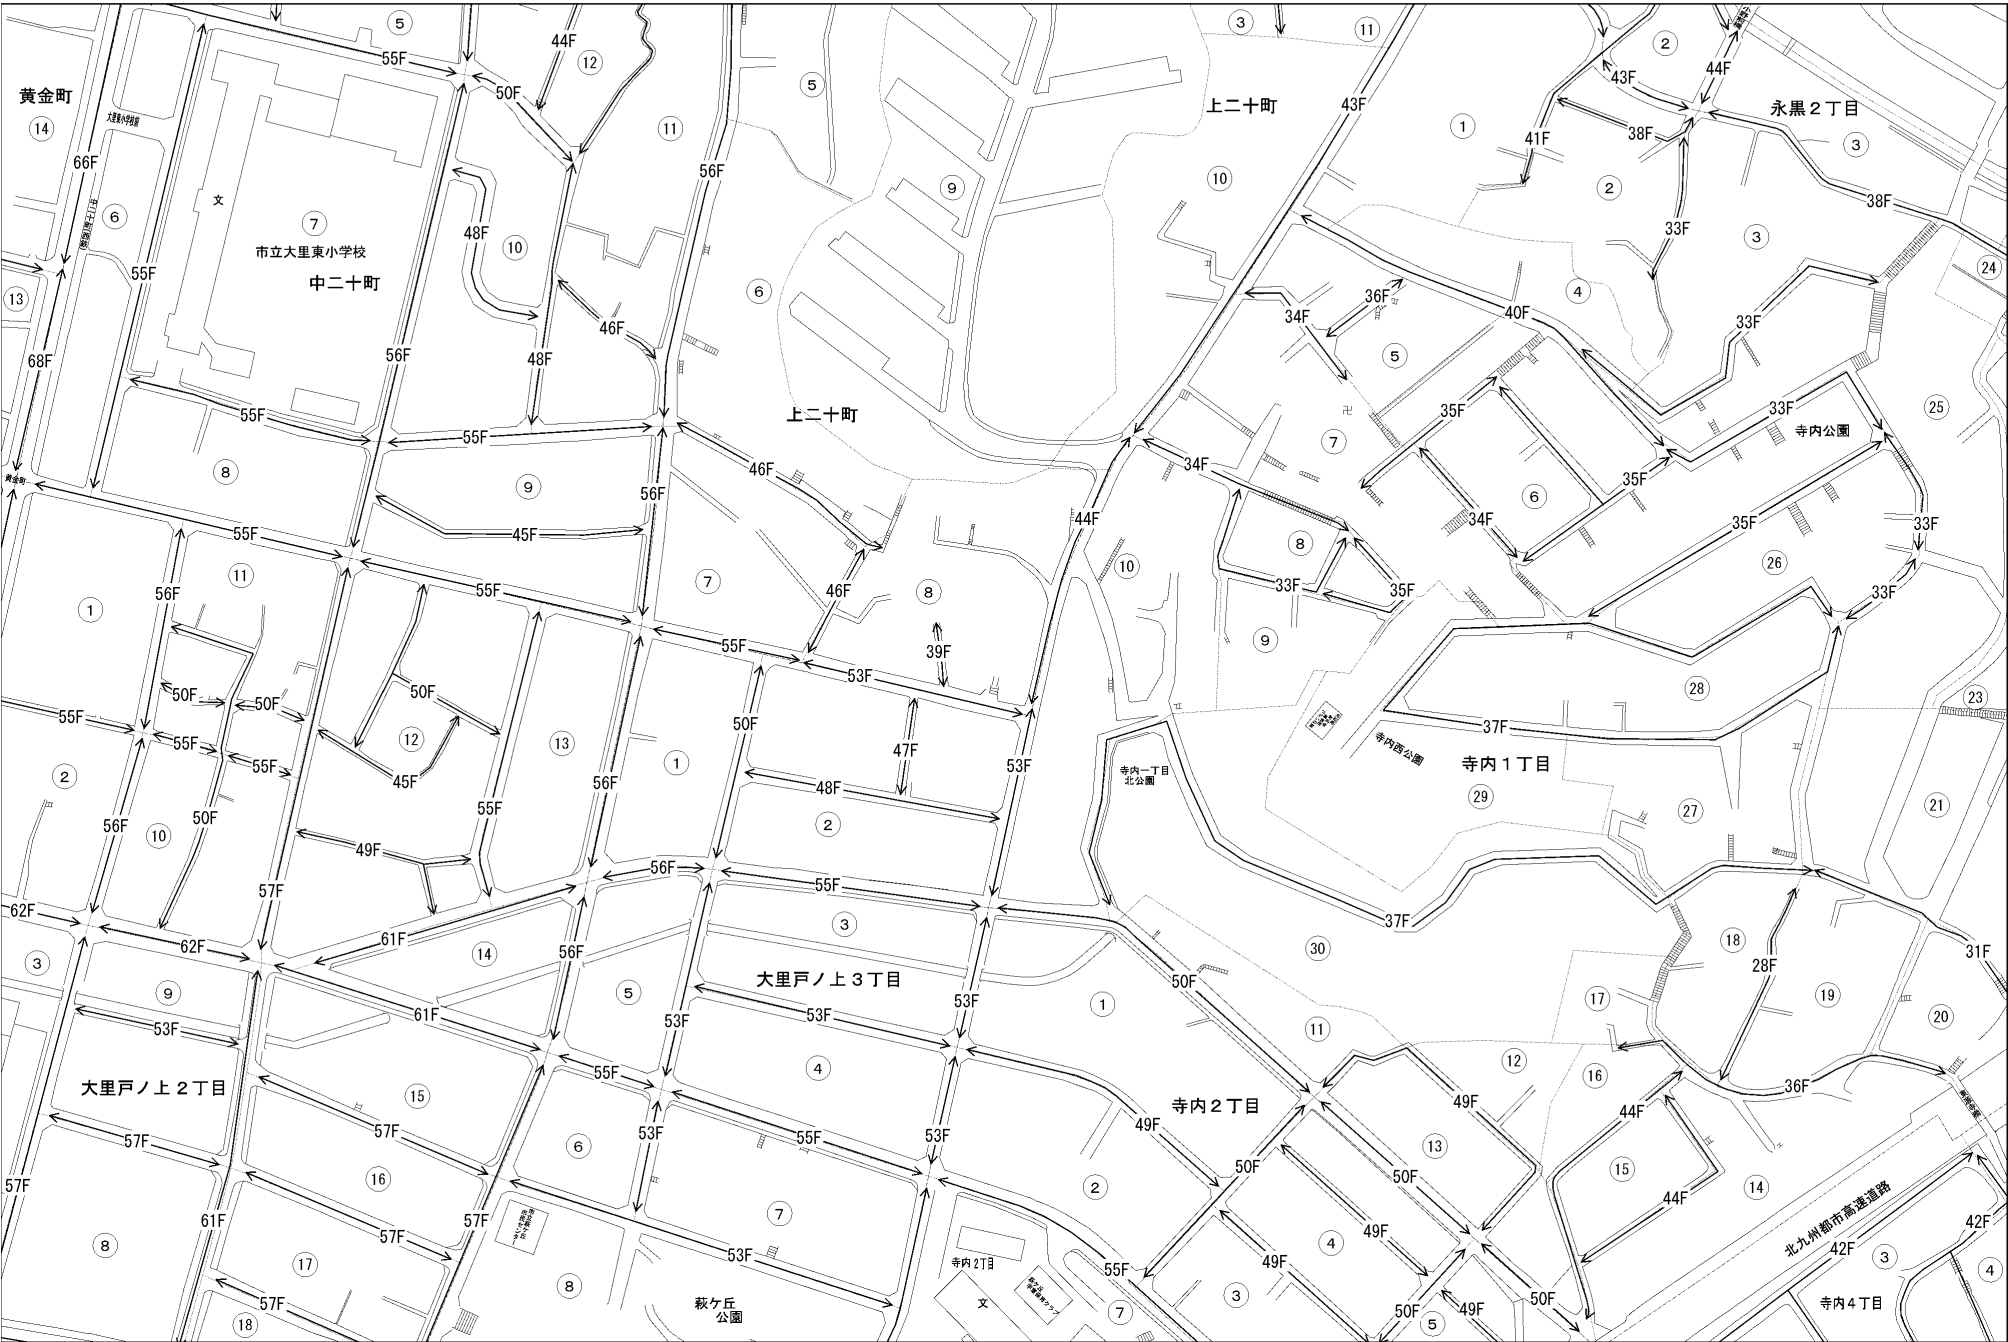 ⑤
44F
⑫
55F
50F
黄金町
⑭
大里東小学校前
66F
⑥
文
⑦
市立大里東小学校
中二十町
48F
⑩
⑪
56F
⑤
⑨
③
⑪
43F
上二十町
⑩
①
②
44F
43F
永黒2丁目
38F
41F
③
②
38F
33F
③
㉔
⑬
68F
55F
56F
46F
48F
⑥
34F
36F
⑤
④
40F
33F
55F
55F
上二十町
⑦
35F
33F
寺内公園
㉕
黄金町
⑧
⑨
56F
46F
34F
⑥
35F
55F
45F
44F
⑧
34F
35F
33F
⑪
56F
①
55F
⑦
46F
⑧
⑩
33F
35F
㉖
33F
55F
53F
39F
⑨
50F
50F
50F
55F
55F
55F
②
⑫
45F
⑬
56F
①
50F
47F
53F
㉘
㉓
37F
寺内西公園
寺内1丁目
寺内一丁目
北公園
㉙
㉗
㉑
56F
⑩
50F
55F
48F
②
49F
57F
56F
55F
62F
62F
61F
③
37F
㉚
⑱
28F
31F
③
⑨
53F
⑭
56F
⑤
大里戸ノ上3丁目
53F
53F
53F
50F
①
⑰
⑲
⑳
61F
⑪
大里戸ノ上2丁目
⑮
55F
④
⑫
⑯
36F
57F
57F
53F
⑥
55F
53F
49F
寺内2丁目
49F
44F
⑬
⑮
57F
⑯
②
50F
50F
44F
⑭
北九州都市高速道路
61F
57F
57F
⑦
④
49F
42F
42F
⑧
⑰
53F
寺内2丁目
55F
49F
③
④
57F
⑱
⑧
萩ケ丘
公園
文
⑦
③
50F
⑤
49F
50F
寺内4丁目